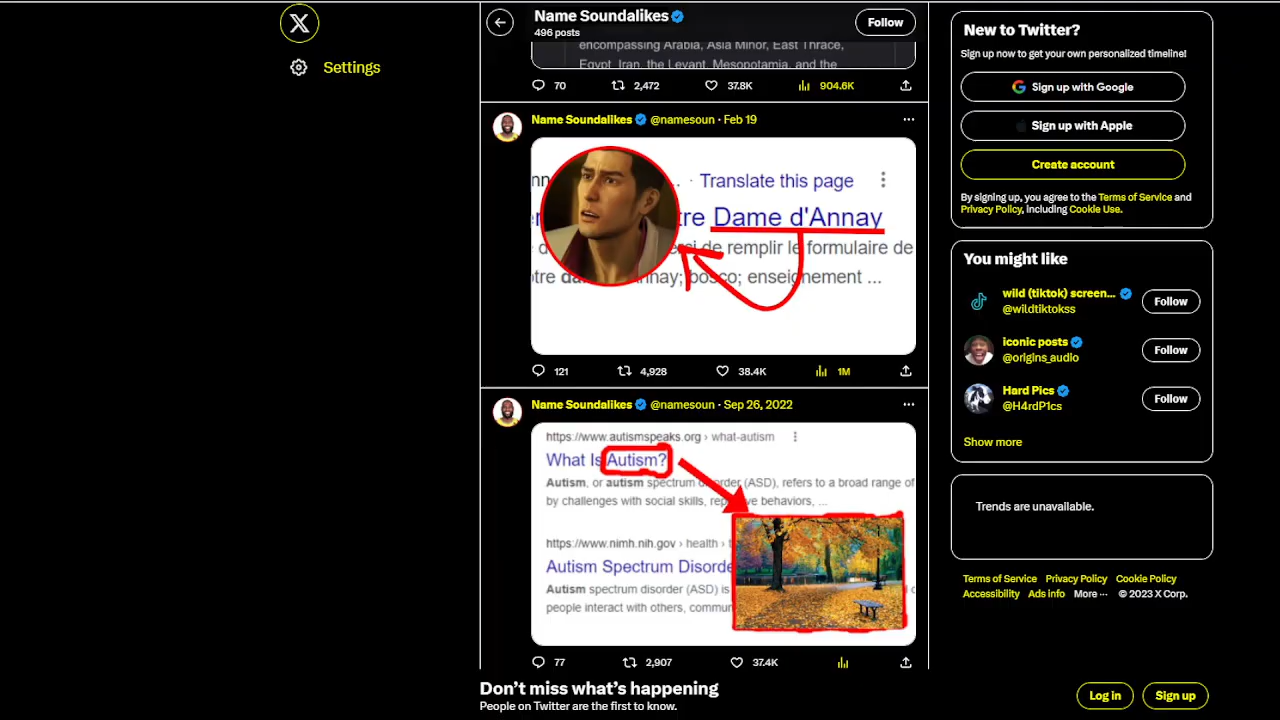 Settings
Name Soundalikes
496 posts
Follow
encompassing Arabia, Asia Minor, East Thrace,
Egypt, Iran, the Levant, Mesopotamia, and the
70 2,472 37.8K 904.6K
Name Soundalikes @namesoun · Feb 19
· Translate this page
tre Dame d'Annay
de remplir le formulaire de
nnay; bosco; enseignement ...
121 4,928 38.4K 1M
Name Soundalikes @namesoun · Sep 26, 2022
https://www.autismspeaks.org › what-autism
What Is Autism?
Autism, or autism spectrum disorder (ASD), refers to a broad range of
by challenges with social skills, repetitive behaviors, ...
https://www.nimh.nih.gov › health ›
Autism Spectrum Disorde
Autism spectrum disorder (ASD) is
people interact with others, commu
77 2,907 37.4K
New to Twitter?
Sign up now to get your own personalized timeline!
Sign up with Google
Sign up with Apple
Create account
By signing up, you agree to the Terms of Service and
Privacy Policy, including Cookie Use.
You might like
wild (tiktok) screen...
@wildtiktokss
Follow
iconic posts
@origins_audio
Follow
Hard Pics
@H4rdP1cs
Follow
Show more
Trends are unavailable.
Terms of Service Privacy Policy Cookie Policy
Accessibility Ads info More ··· © 2023 X Corp.
Don't miss what's happening
People on Twitter are the first to know.
Log in
Sign up